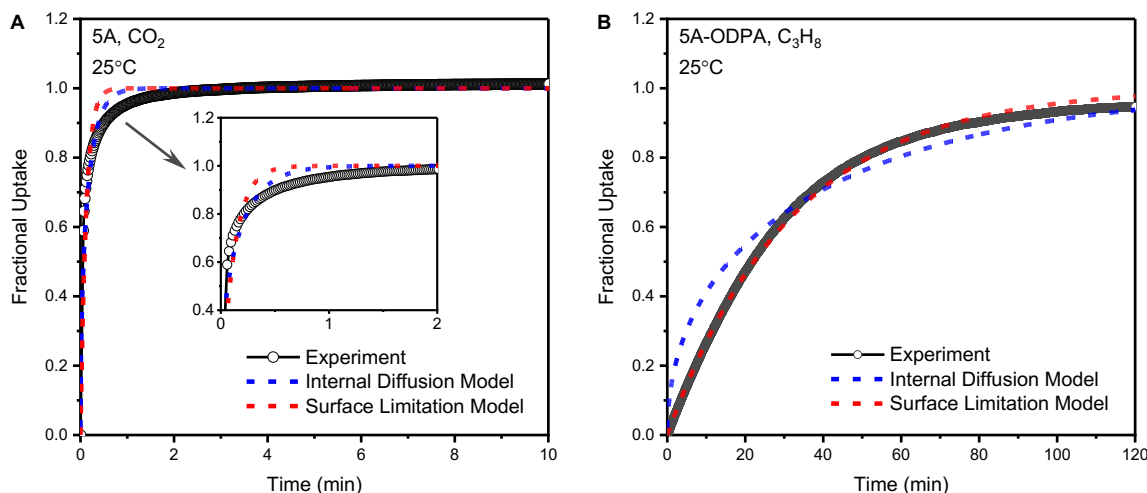 A
5A, CO₂
25°C
Fractional Uptake
1.2
1.0
0.8
0.6
0.4
0.2
0.0
1.2
1.0
0.8
0.6
0.4
0
1
2
Experiment
Internal Diffusion Model
Surface Limitation Model
0
2
4
6
8
10
Time (min)
B
5A-ODPA, C₃H₈
25°C
Fractional Uptake
1.2
1.0
0.8
0.6
0.4
0.2
0.0
Experiment
Internal Diffusion Model
Surface Limitation Model
0
20
40
60
80
100
120
Time (min)